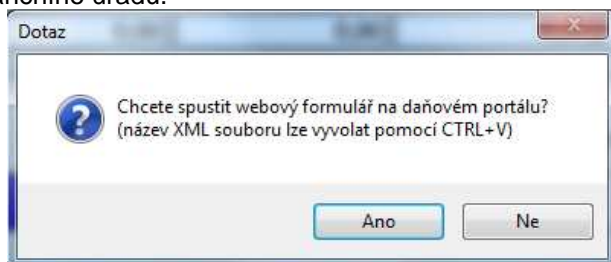 Dotaz
Chcete spustit webový formulář na daňovém portálu?
(název XML souboru lze vyvolat pomocí CTRL+V)
Ano
Ne